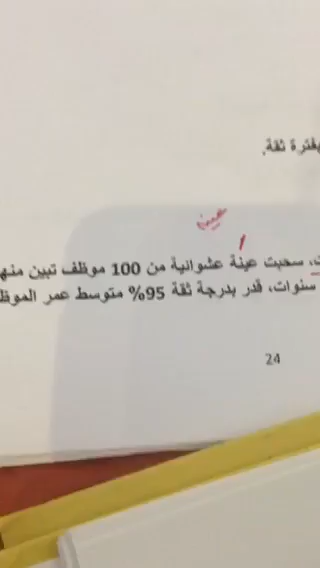 بفترة ثقة.
عينة
ت، سحبت عينة عشوائية من 100 موظف تبين منها
سنوات، قدر بدرجة ثقة 95% متوسط عمر الموظ
24